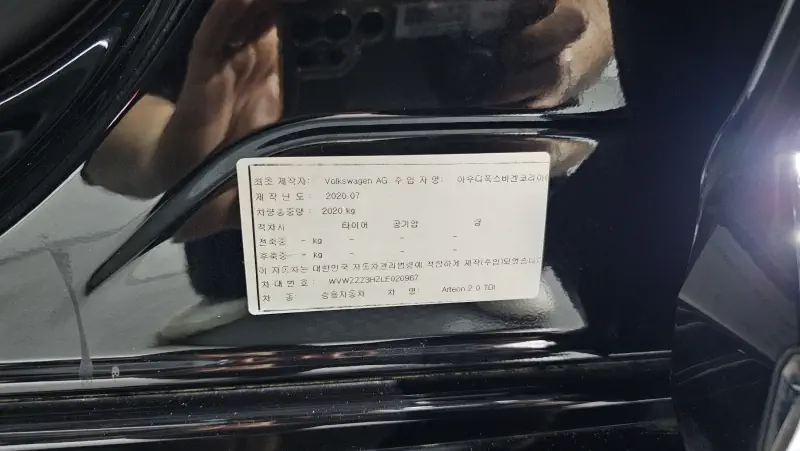 최초 제작자: Volkswagen AG 수 입 자 명: 아우디폭스바겐코리아(
제 작 년 도 : 2020.07
차량총중량 : 2020 kg
적차시 타이어 공기압 림
전축중 - kg - - -
후축중 - kg - - -
이 자동차는 대한민국 자동차관리법령에 적합하게 제작(수입)되었습니다
차 대 번 호 : WVWZZZ3HZLE020967
차 종 승용자동차 차 명 Arteon 2.0 TDI